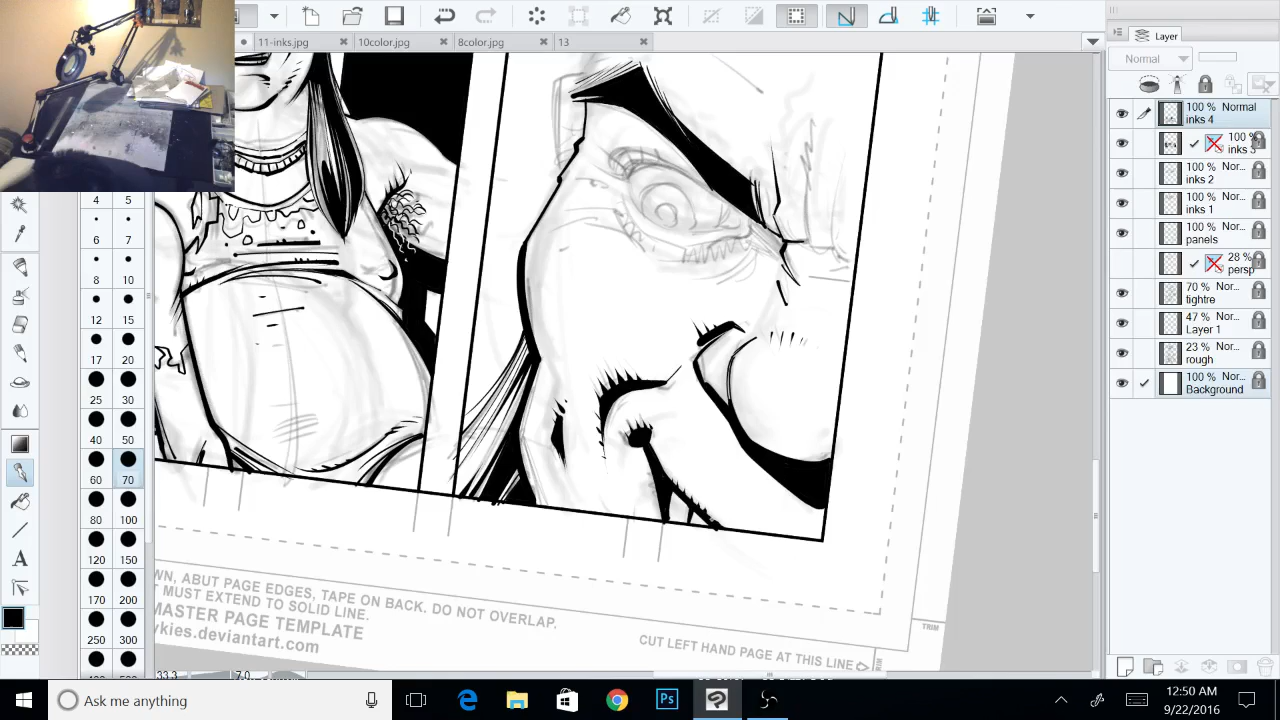 11-inks.jpg
10color.jpg
8color.jpg
13
Layer
Normal
100 % Normal
inks 4
100 %
inks 3
100 % Nor...
inks 2
100 % Nor...
inks 1
100 % Nor...
panels
28 %
persp
70 % Nor...
tightre
47 % Nor...
Layer 1
23 % Nor...
rough
100 % Nor...
Background
4 5
6 7
8 10
12 15
17 20
25 30
40 50
60 70
80 100
120 150
170 200
250 300
WN, ABUT PAGE EDGES, TAPE ON BACK. DO NOT OVERLAP.
T MUST EXTEND TO SOLID LINE.
MASTER PAGE TEMPLATE
wkies.deviantart.com
CUT LEFT HAND PAGE AT THIS LINE
TRIM
33.3
7.0
Ask me anything
12:50 AM
9/22/2016